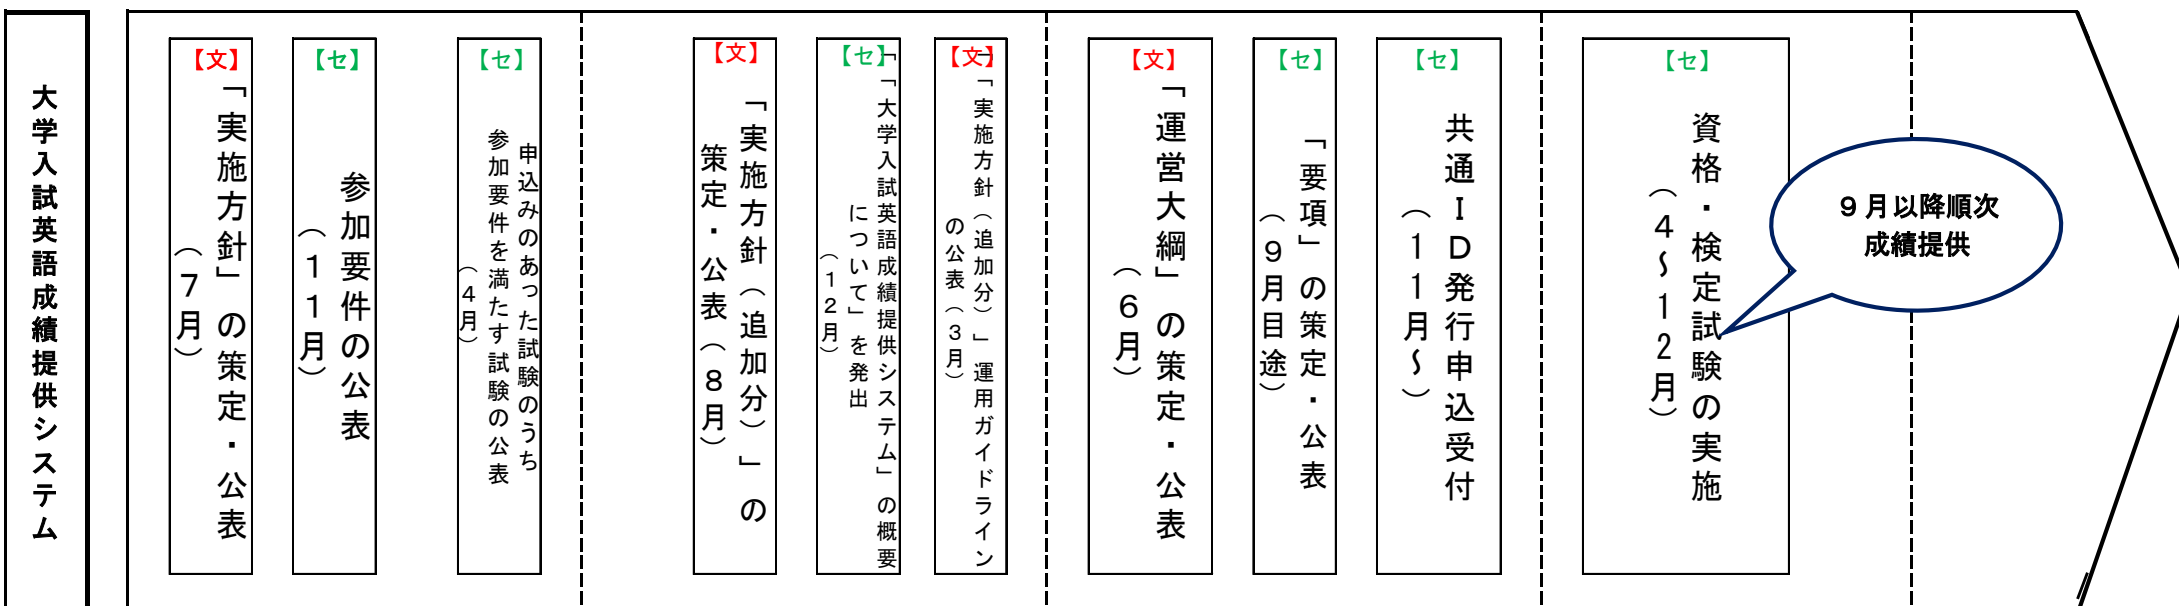 大学入試英語成績提供システム
【文】
「実施方針」の策定・公表
（７月）
【セ】
参加要件の公表
（１１月）
【セ】
申込みのあった試験のうち
参加要件を満たす試験の公表
（４月）
【文】
「実施方針（追加分）」の
策定・公表（８月）
【セ】
「「大学入試英語成績提供システム」の概要
について」を発出
（１２月）
【文】
「「実施方針（追加分）」運用ガイドライン
の公表（３月）
【文】
「運営大綱」の策定・公表
（６月）
【セ】
「要項」の策定・公表
（９月目途）
【セ】
共通ＩＤ発行申込受付
（１１月～）
【セ】
資格・検定試験の実施
（４～１２月）
９月以降順次
成績提供